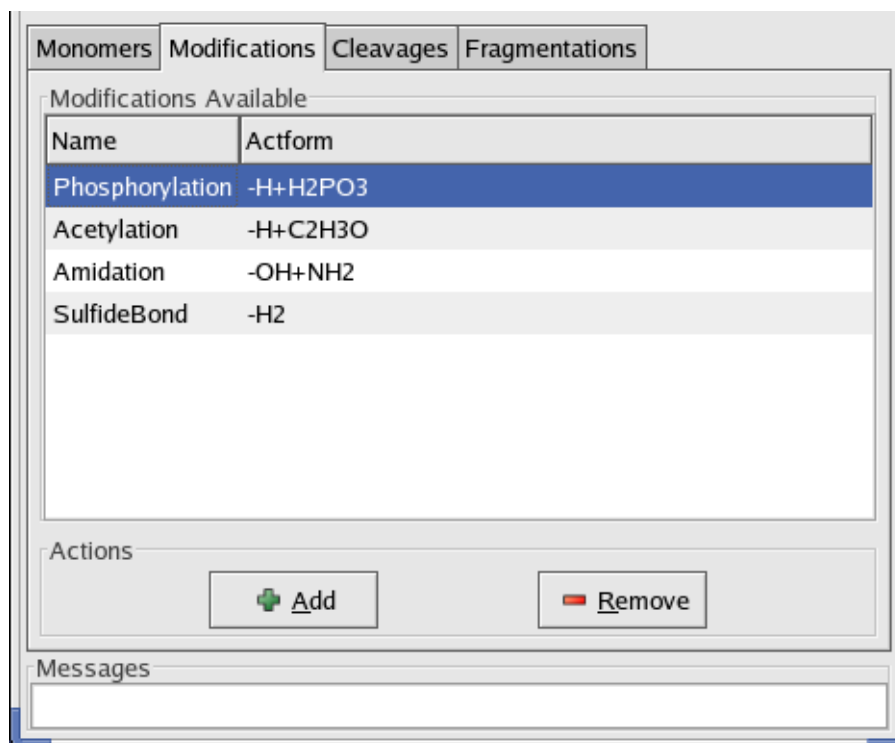 Monomers Modifications Cleavages Fragmentations
Modifications Available
Name Actform
Phosphorylation -H+H2PO3
Acetylation -H+C2H3O
Amidation -OH+NH2
SulfideBond -H2
Actions
Add Remove
Messages